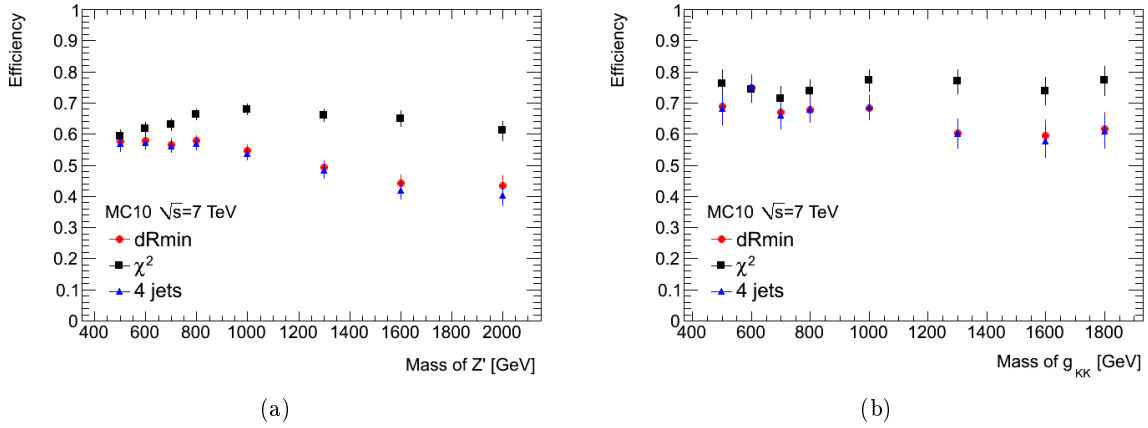 Efficiency
1
0.9
0.8
0.7
0.6
0.5
0.4
0.3
0.2
0.1
0
MC10 √s=7 TeV
dRmin
χ²
4 jets
400 600 800 1000 1200 1400 1600 1800 2000
Mass of Z' [GeV]
(a)
Efficiency
1
0.9
0.8
0.7
0.6
0.5
0.4
0.3
0.2
0.1
0
MC10 √s=7 TeV
dRmin
χ²
4 jets
400 600 800 1000 1200 1400 1600 1800
Mass of g_KK [GeV]
(b)